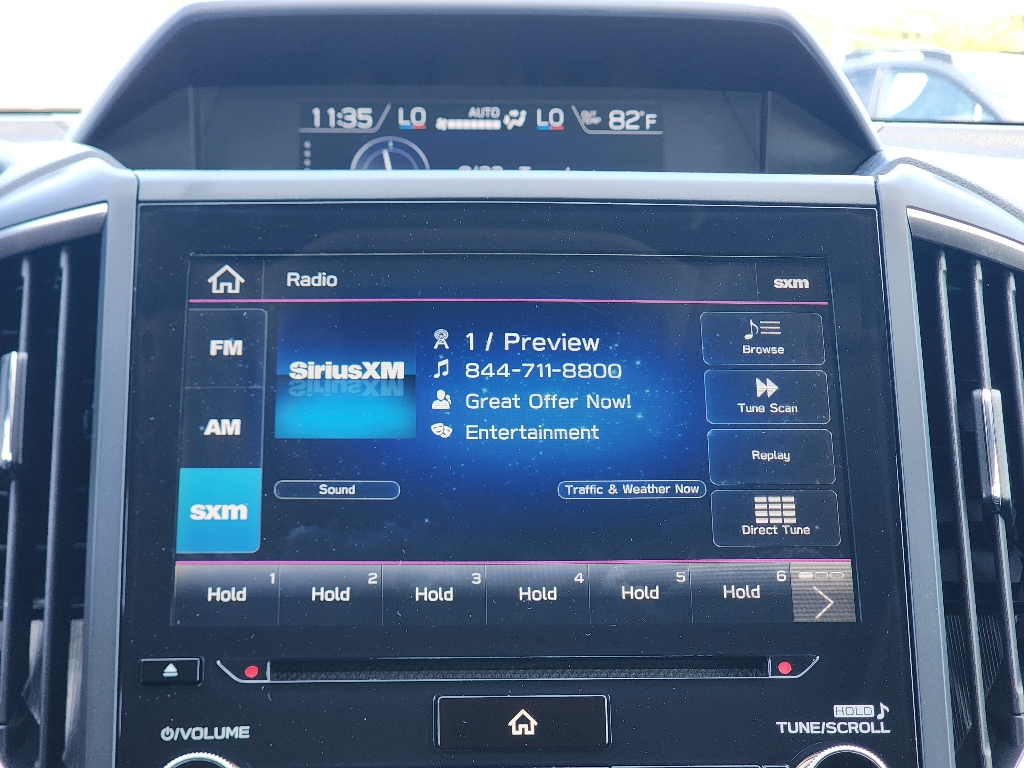 11:35 LO AUTO LO OUT TEMP 82°F
Radio sxm
FM
AM
sxm
SiriusXM
1 / Preview
844-711-8800
Great Offer Now!
Entertainment
Browse
Tune Scan
Replay
Direct Tune
Sound
Traffic & Weather Now
1 2 3 4 5 6
Hold Hold Hold Hold Hold Hold
HOLD
/VOLUME
TUNE/SCROLL